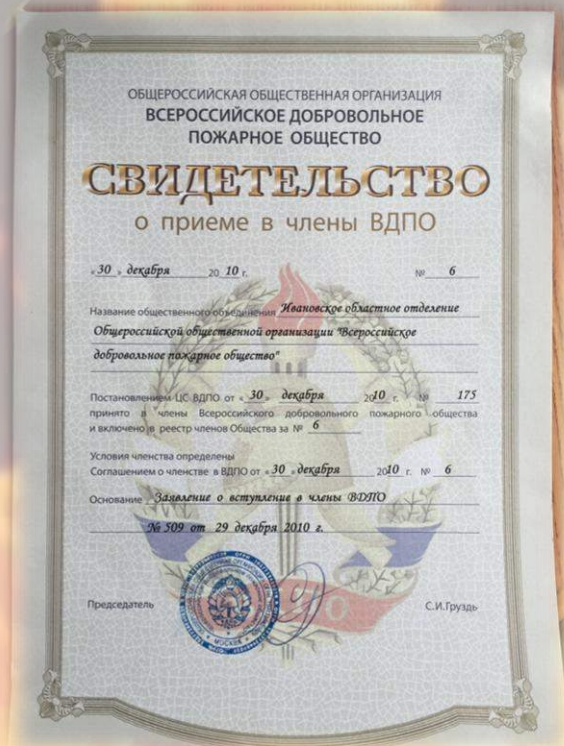 ОБЩЕРОССИЙСКАЯ ОБЩЕСТВЕННАЯ ОРГАНИЗАЦИЯ
ВСЕРОССИЙСКОЕ ДОБРОВОЛЬНОЕ
ПОЖАРНОЕ ОБЩЕСТВО
СВИДЕТЕЛЬСТВО
о приеме в члены ВДПО
« 30 » декабря 20 10 г. № 6
Название общественного объединения Ивановское областное отделение
Общероссийской общественной организации "Всероссийское
добровольное пожарное общество"
Постановлением ЦС ВДПО от « 30 » декабря 2010 г. № 175
принято в члены Всероссийского добровольного пожарного общества
и включено в реестр членов Общества за № 6
Условия членства определены
Соглашением о членстве в ВДПО от « 30 » декабря 2010 г. № 6
Основание Заявление о вступление в члены ВДПО
№ 509 от 29 декабря 2010 г.
Председатель С.И.Груздь
МОСКВА